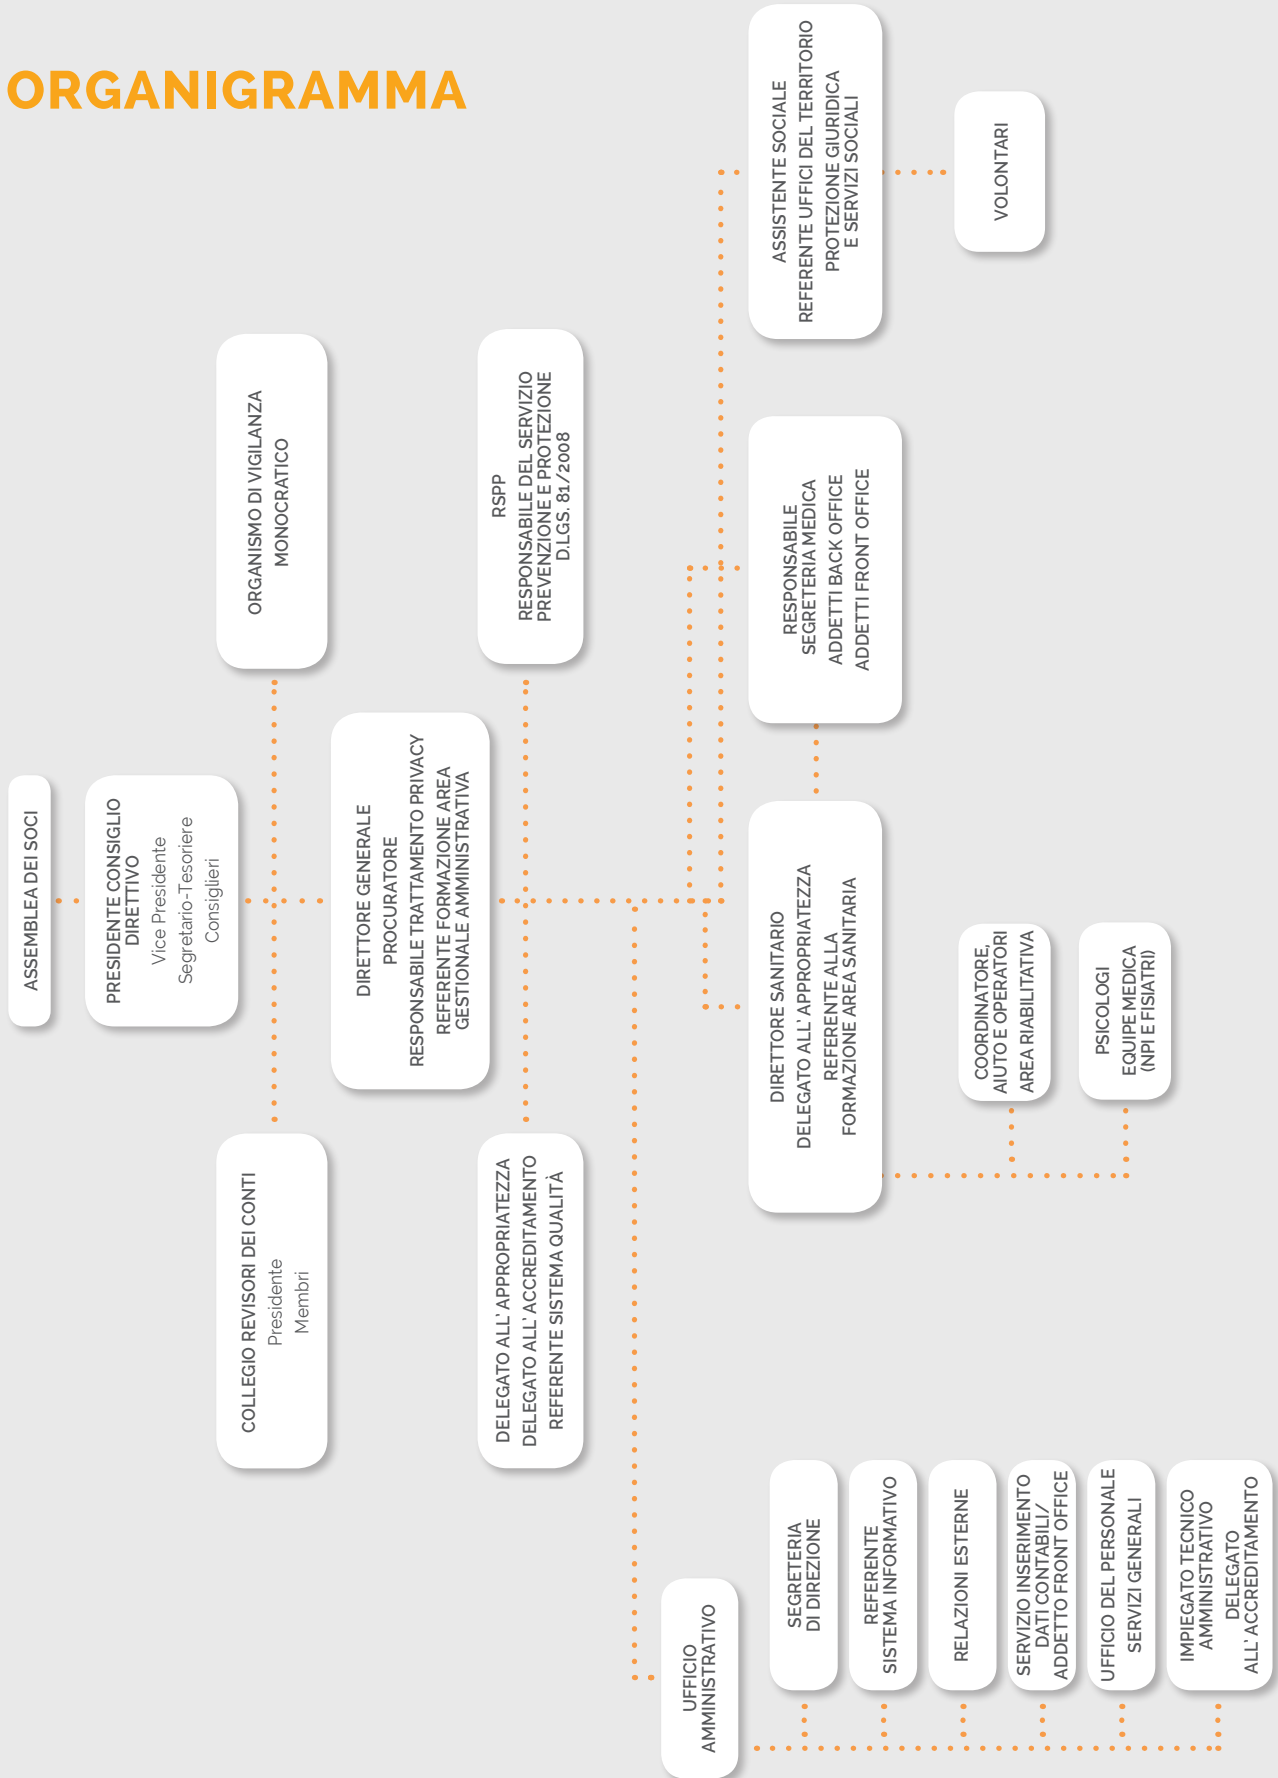 ORGANIGRAMMA
ASSEMBLEA DEI SOCI
PRESIDENTE CONSIGLIO
DIRETTIVO
Vice Presidente
Segretario-Tesoriere
Consiglieri
COLLEGIO REVISORI DEI CONTI
Presidente
Membri
ORGANISMO DI VIGILANZA
MONOCRATICO
DIRETTORE GENERALE
PROCURATORE
RESPONSABILE TRATTAMENTO PRIVACY
REFERENTE FORMAZIONE AREA
GESTIONALE AMMINISTRATIVA
DELEGATO ALL' APPROPRIATEZZA
DELEGATO ALL' ACCREDITAMENTO
REFERENTE SISTEMA QUALITÀ
RSPP
RESPONSABILE DEL SERVIZIO
PREVENZIONE E PROTEZIONE
D.LGS. 81/2008
UFFICIO
AMMINISTRATIVO
SEGRETERIA
DI DIREZIONE
REFERENTE
SISTEMA INFORMATIVO
RELAZIONI ESTERNE
SERVIZIO INSERIMENTO
DATI CONTABILI/
ADDETTO FRONT OFFICE
UFFICIO DEL PERSONALE
SERVIZI GENERALI
IMPIEGATO TECNICO
AMMINISTRATIVO
DELEGATO
ALL' ACCREDITAMENTO
DIRETTORE SANITARIO
DELEGATO ALL' APPROPRIATEZZA
REFERENTE ALLA
FORMAZIONE AREA SANITARIA
COORDINATORE,
AIUTO E OPERATORI
AREA RIABILITATIVA
PSICOLOGI
EQUIPE MEDICA
(NPI E FISIATRI)
RESPONSABILE
SEGRETERIA MEDICA
ADDETTI BACK OFFICE
ADDETTI FRONT OFFICE
ASSISTENTE SOCIALE
REFERENTE UFFICI DEL TERRITORIO
PROTEZIONE GIURIDICA
E SERVIZI SOCIALI
VOLONTARI